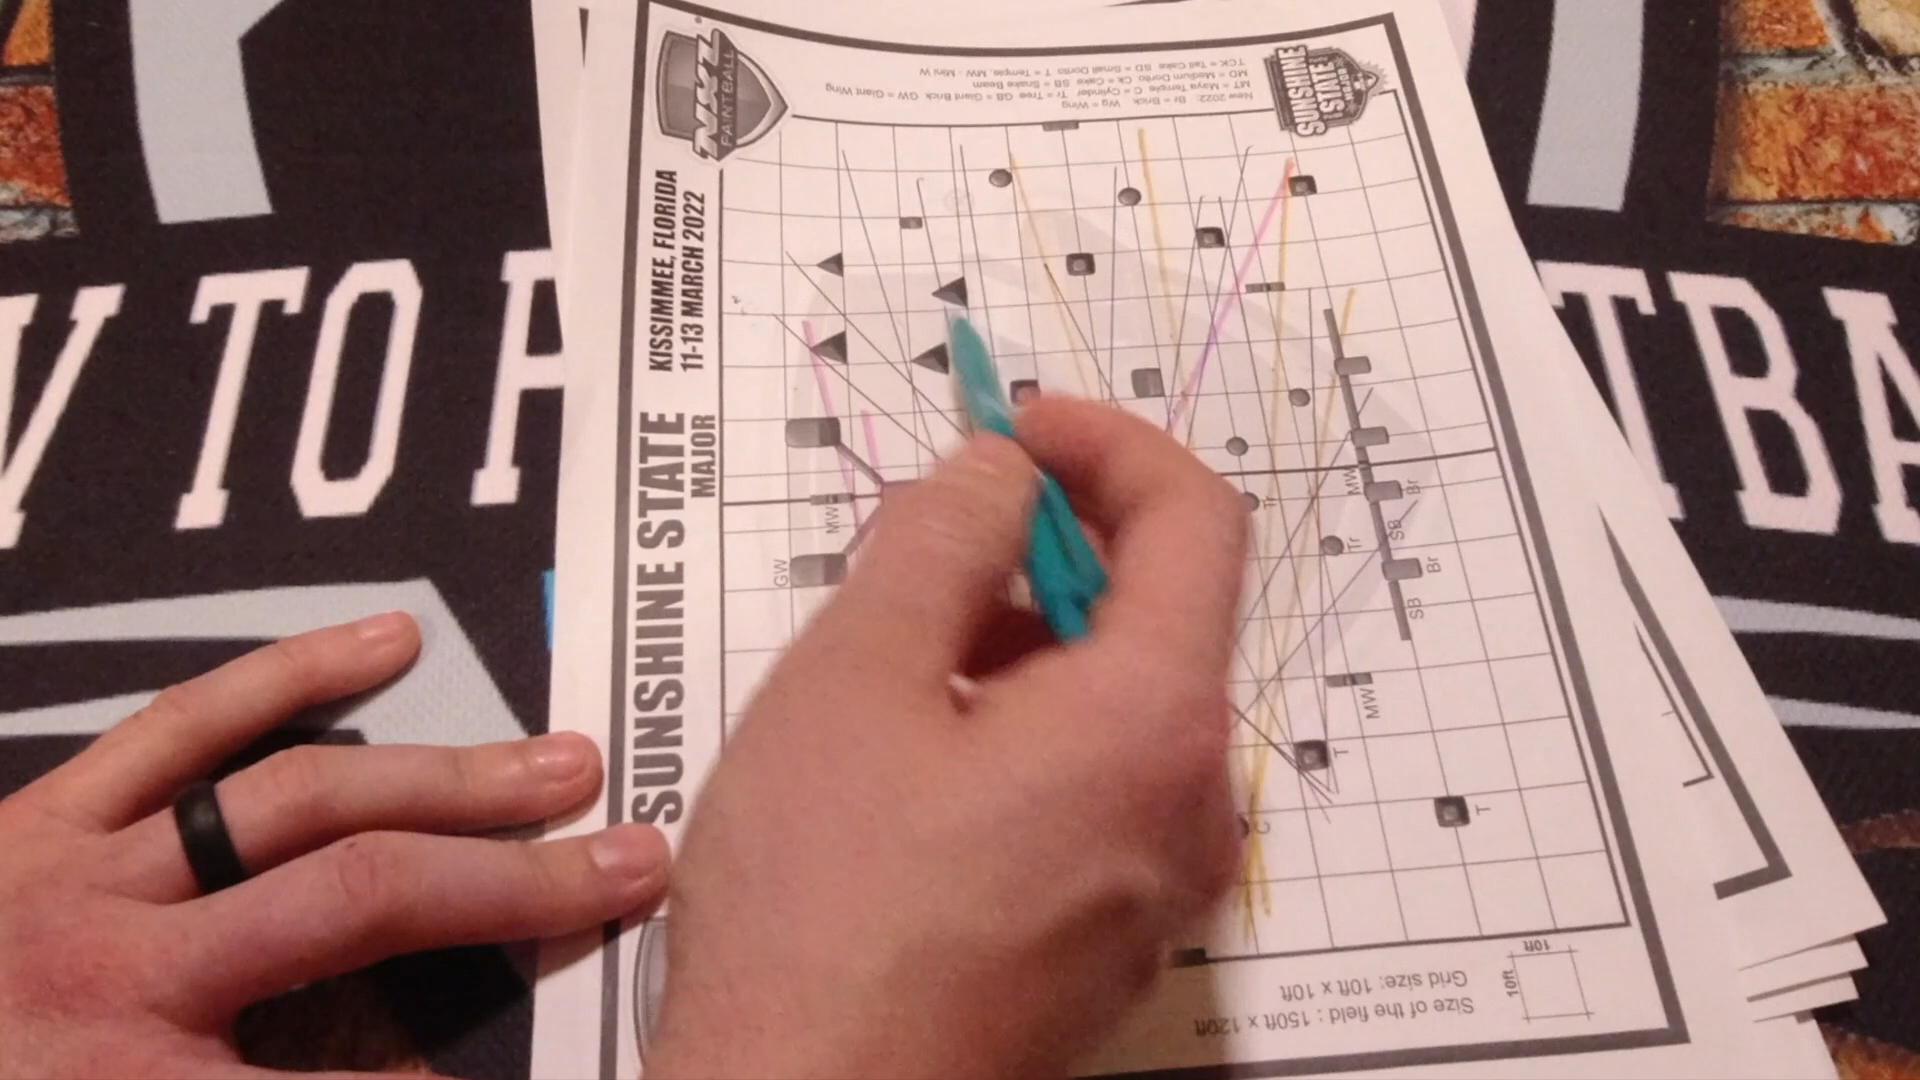 SUNSHINE STATE
MAJOR
KISSIMMEE, FLORIDA
11-13 MARCH 2022
NXL
PAINTBALL
SUNSHINE
STATE
MAJOR
New 2022: Br = Brick Wg = Wing
MT = Maya Temple C = Cylinder Tr = Tree GB = Giant Brick GW = Giant Wing
MD = Medium Dorito Ck = Cake SB = Snake Beam
TCK = Tall Cake SD = Small Dorito T = Temple, MW - Mini W
GW
MW
MW
Tr
Br
SB
Tr
Br
SB
MW
T
T
C
Size of the field : 150ft x 120ft
Grid size: 10ft x 10ft
10ft
10ft
TO
TBA